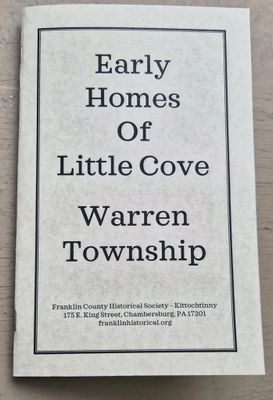 Early
Homes
Of
Little Cove
Warren
Township
Franklin County Historical Society - Kittochtinny
175 E. King Street, Chambersburg, PA 17201
franklinhistorical.org